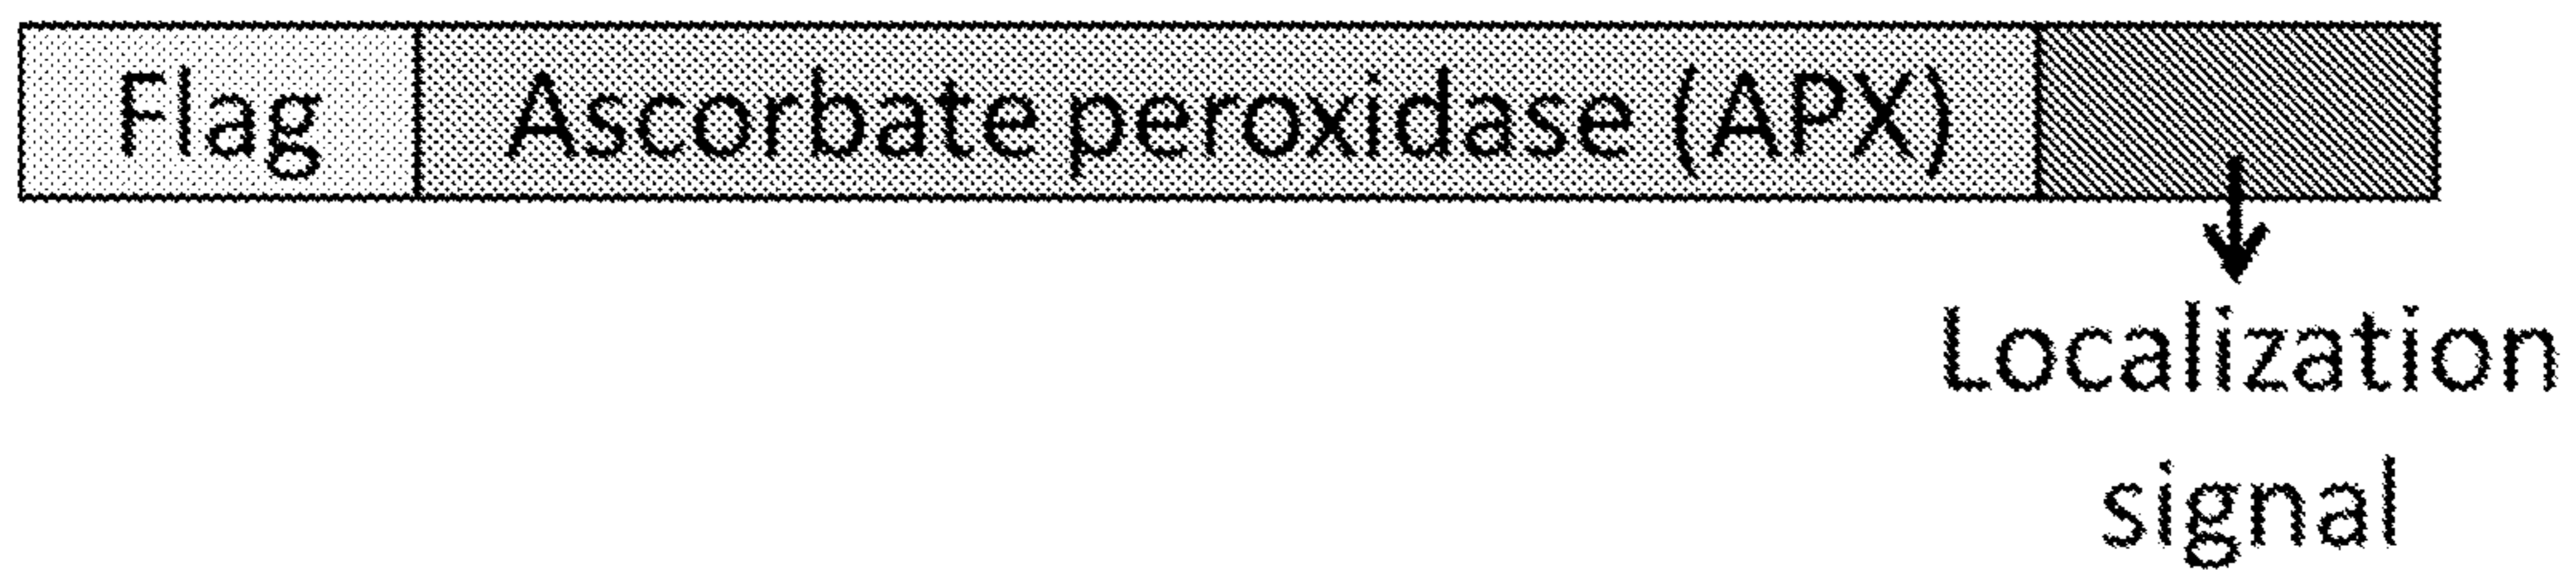 Flag Ascorbate peroxidase (APX)
Localization
signal